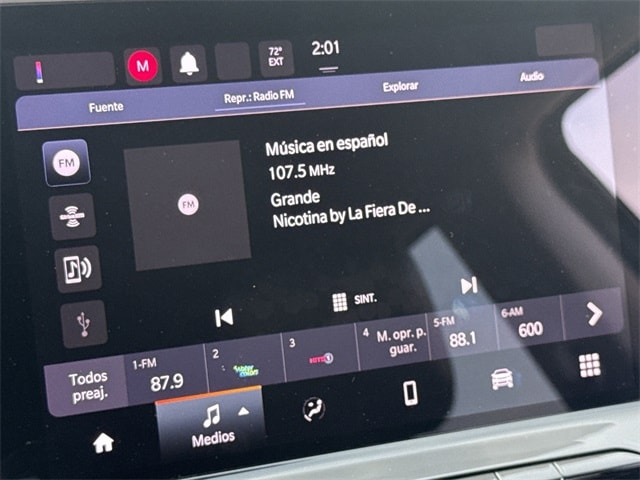 M
72°
EXT
2:01
Fuente
Repr.: Radio FM
Explorar
Audio
FM
Música en español
107.5 MHz
Grande
Nicotina by La Fiera De ...
FM
SINT.
Todos
preaj.
1-FM
87.9
2
3
HITS 1
4
M. opr. p.
guar.
5-FM
88.1
6-AM
600
Medios